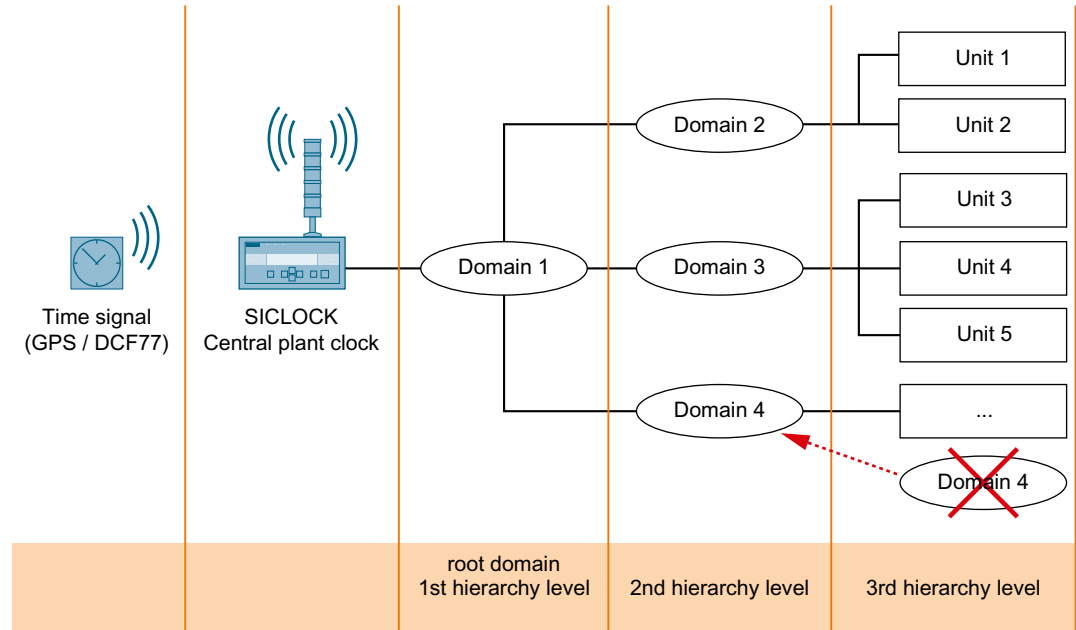 Unit 1
Domain 2
Unit 2
Unit 3
Domain 1
Domain 3
Unit 4
Time signal
(GPS / DCF77)
SICLOCK
Central plant clock
Unit 5
Domain 4
...
Domain 4
root domain
1st hierarchy level
2nd hierarchy level
3rd hierarchy level